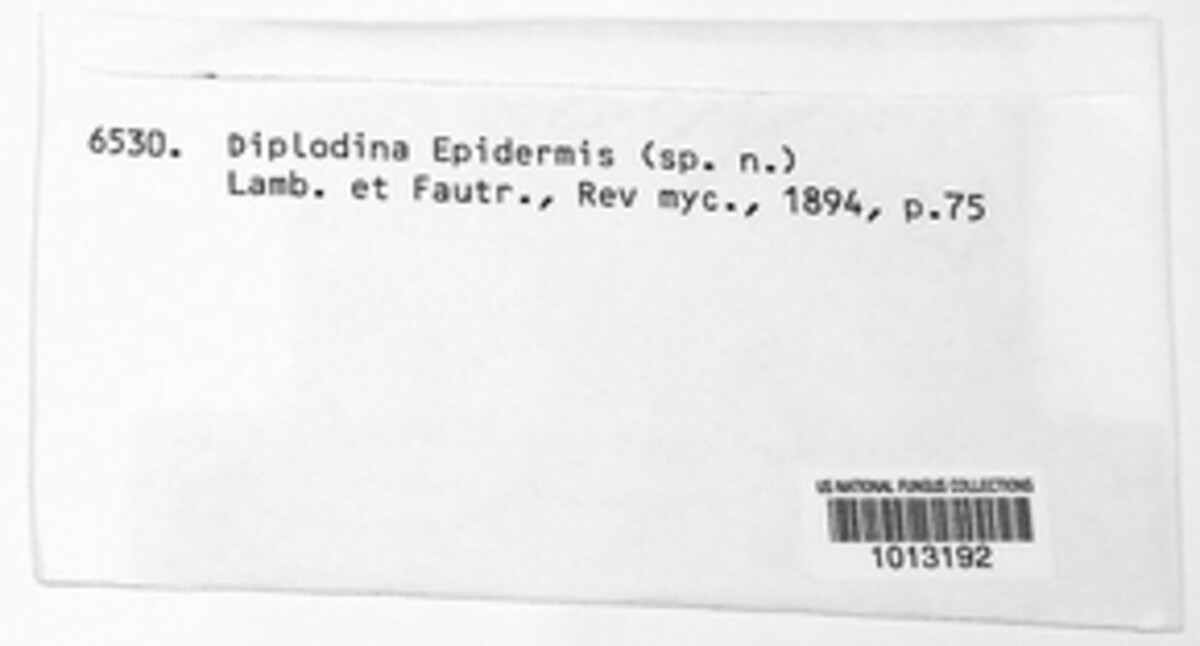 6530. Diplodina Epidermis (sp. n.)
Lamb. et Fautr., Rev myc., 1894, p.75
US NATIONAL FUNGUS COLLECTIONS
1013192